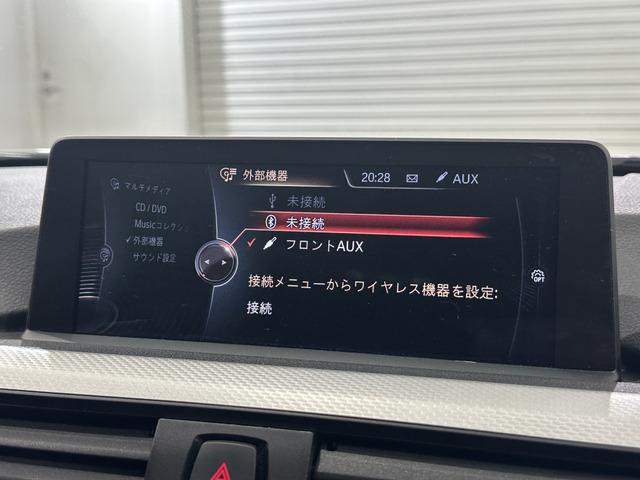 外部機器
20:28
AUX
マルチメディア
CD / DVD
Musicコレクシ
外部機器
サウンド設定
未接続
未接続
フロントAUX
接続メニューからワイヤレス機器を設定:
接続
OPT